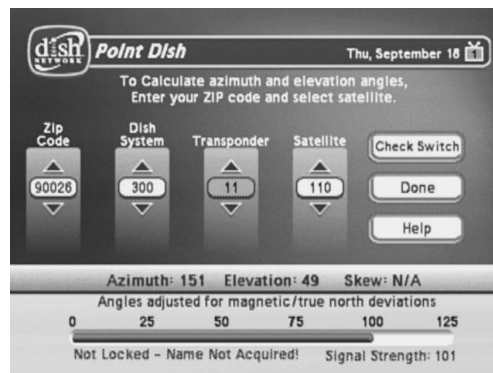 dish
NETWORK
Point Dish
Thu, September 18
1
To Calculate azimuth and elevation angles,
Enter your ZIP code and select satellite.
Zip Code
Dish System
Transponder
Satellite
90026
300
11
110
Check Switch
Done
Help
Azimuth: 151 Elevation: 49 Skew: N/A
Angles adjusted for magnetic/true north deviations
0 25 50 75 100 125
Not Locked - Name Not Acquired! Signal Strength: 101